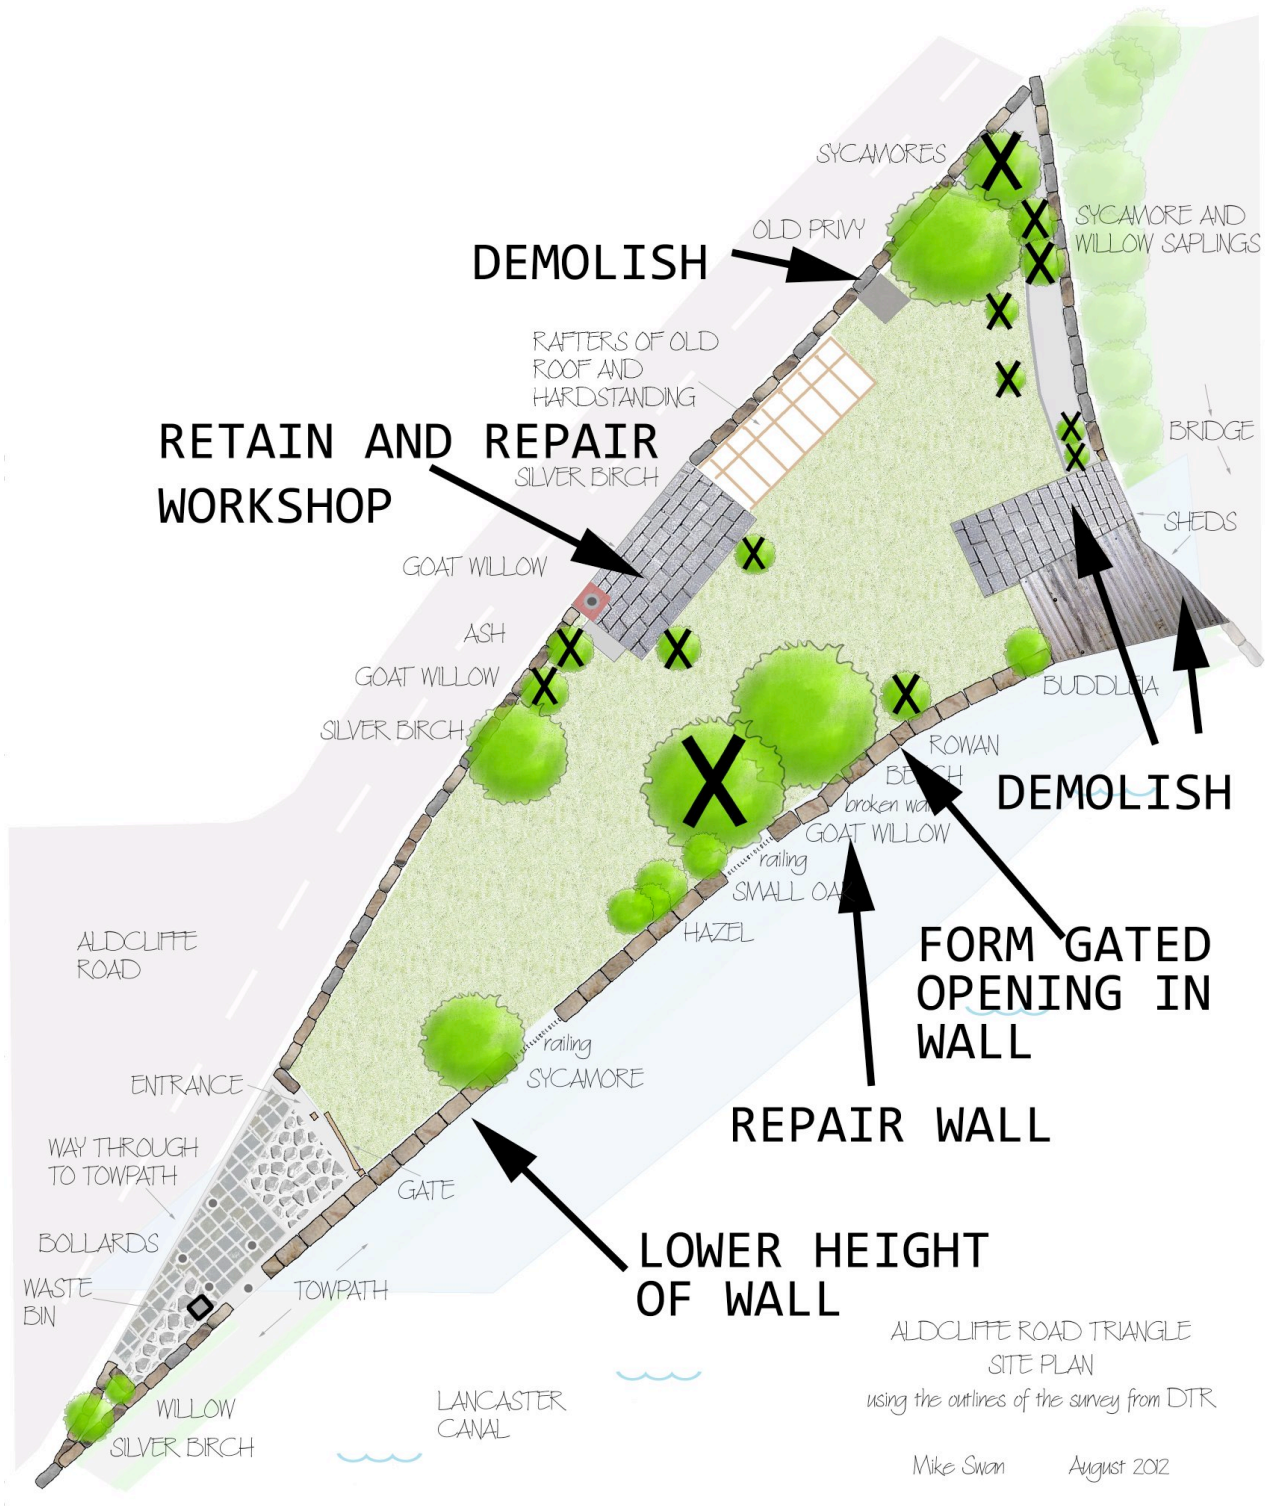 SYCAMORES
OLD PRIVY
SYCAMORE AND
WILLOW SAPLINGS
DEMOLISH
RAFTERS OF OLD
ROOF AND
HARDSTANDING
RETAIN AND REPAIR
WORKSHOP
SILVER BIRCH
BRIDGE
SHEDS
GOAT WILLOW
ASH
GOAT WILLOW
SILVER BIRCH
BUDDLEIA
ROWAN
BEECH
broken wall
GOAT WILLOW
DEMOLISH
railing
SMALL OAK
HAZEL
ALDCLIFFE
ROAD
FORM GATED
OPENING IN
WALL
railing
SYCAMORE
ENTRANCE
REPAIR WALL
WAY THROUGH
TO TOWPATH
GATE
BOLLARDS
LOWER HEIGHT
OF WALL
WASTE
BIN
TOWPATH
ALDCLIFFE ROAD TRIANGLE
SITE PLAN
using the outlines of the survey from DTR
LANCASTER
CANAL
WILLOW
SILVER BIRCH
Mike Swan August 2012